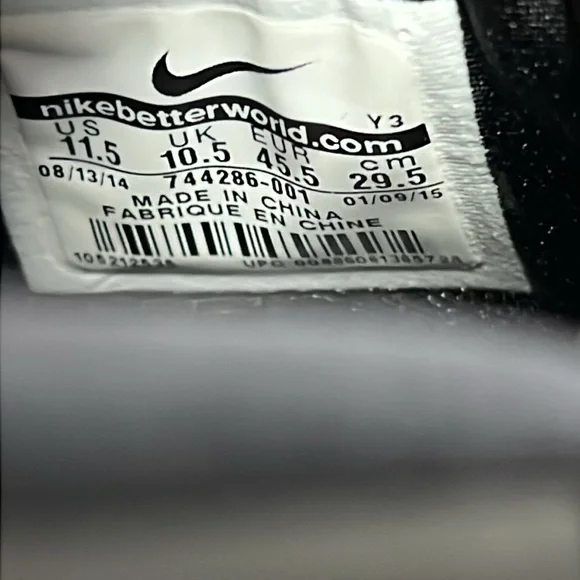 nikebetterworld.com
Y3
US UK EUR cm
11.5 10.5 45.5 29.5
08/13/14 744286-001 01/09/15
MADE IN CHINA
FABRIQUE EN CHINE
UPC: